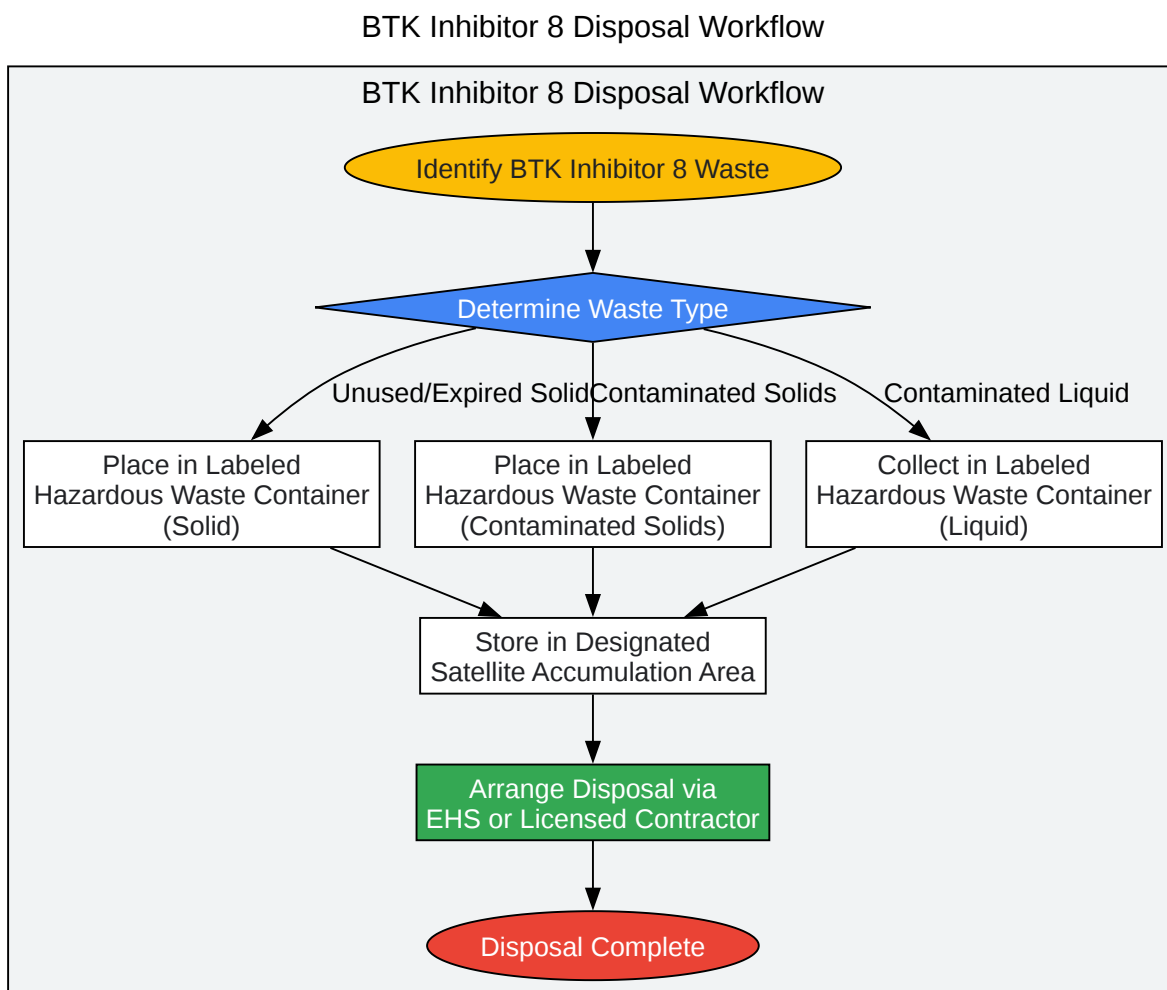 BTK Inhibitor 8 Disposal Workflow
BTK Inhibitor 8 Disposal Workflow
Identify BTK Inhibitor 8 Waste
Determine Waste Type
Unused/Expired Solid
Contaminated Solids
Contaminated Liquid
Place in Labeled
Hazardous Waste Container
(Solid)
Place in Labeled
Hazardous Waste Container
(Contaminated Solids)
Collect in Labeled
Hazardous Waste Container
(Liquid)
Store in Designated
Satellite Accumulation Area
Arrange Disposal via
EHS or Licensed Contractor
Disposal Complete